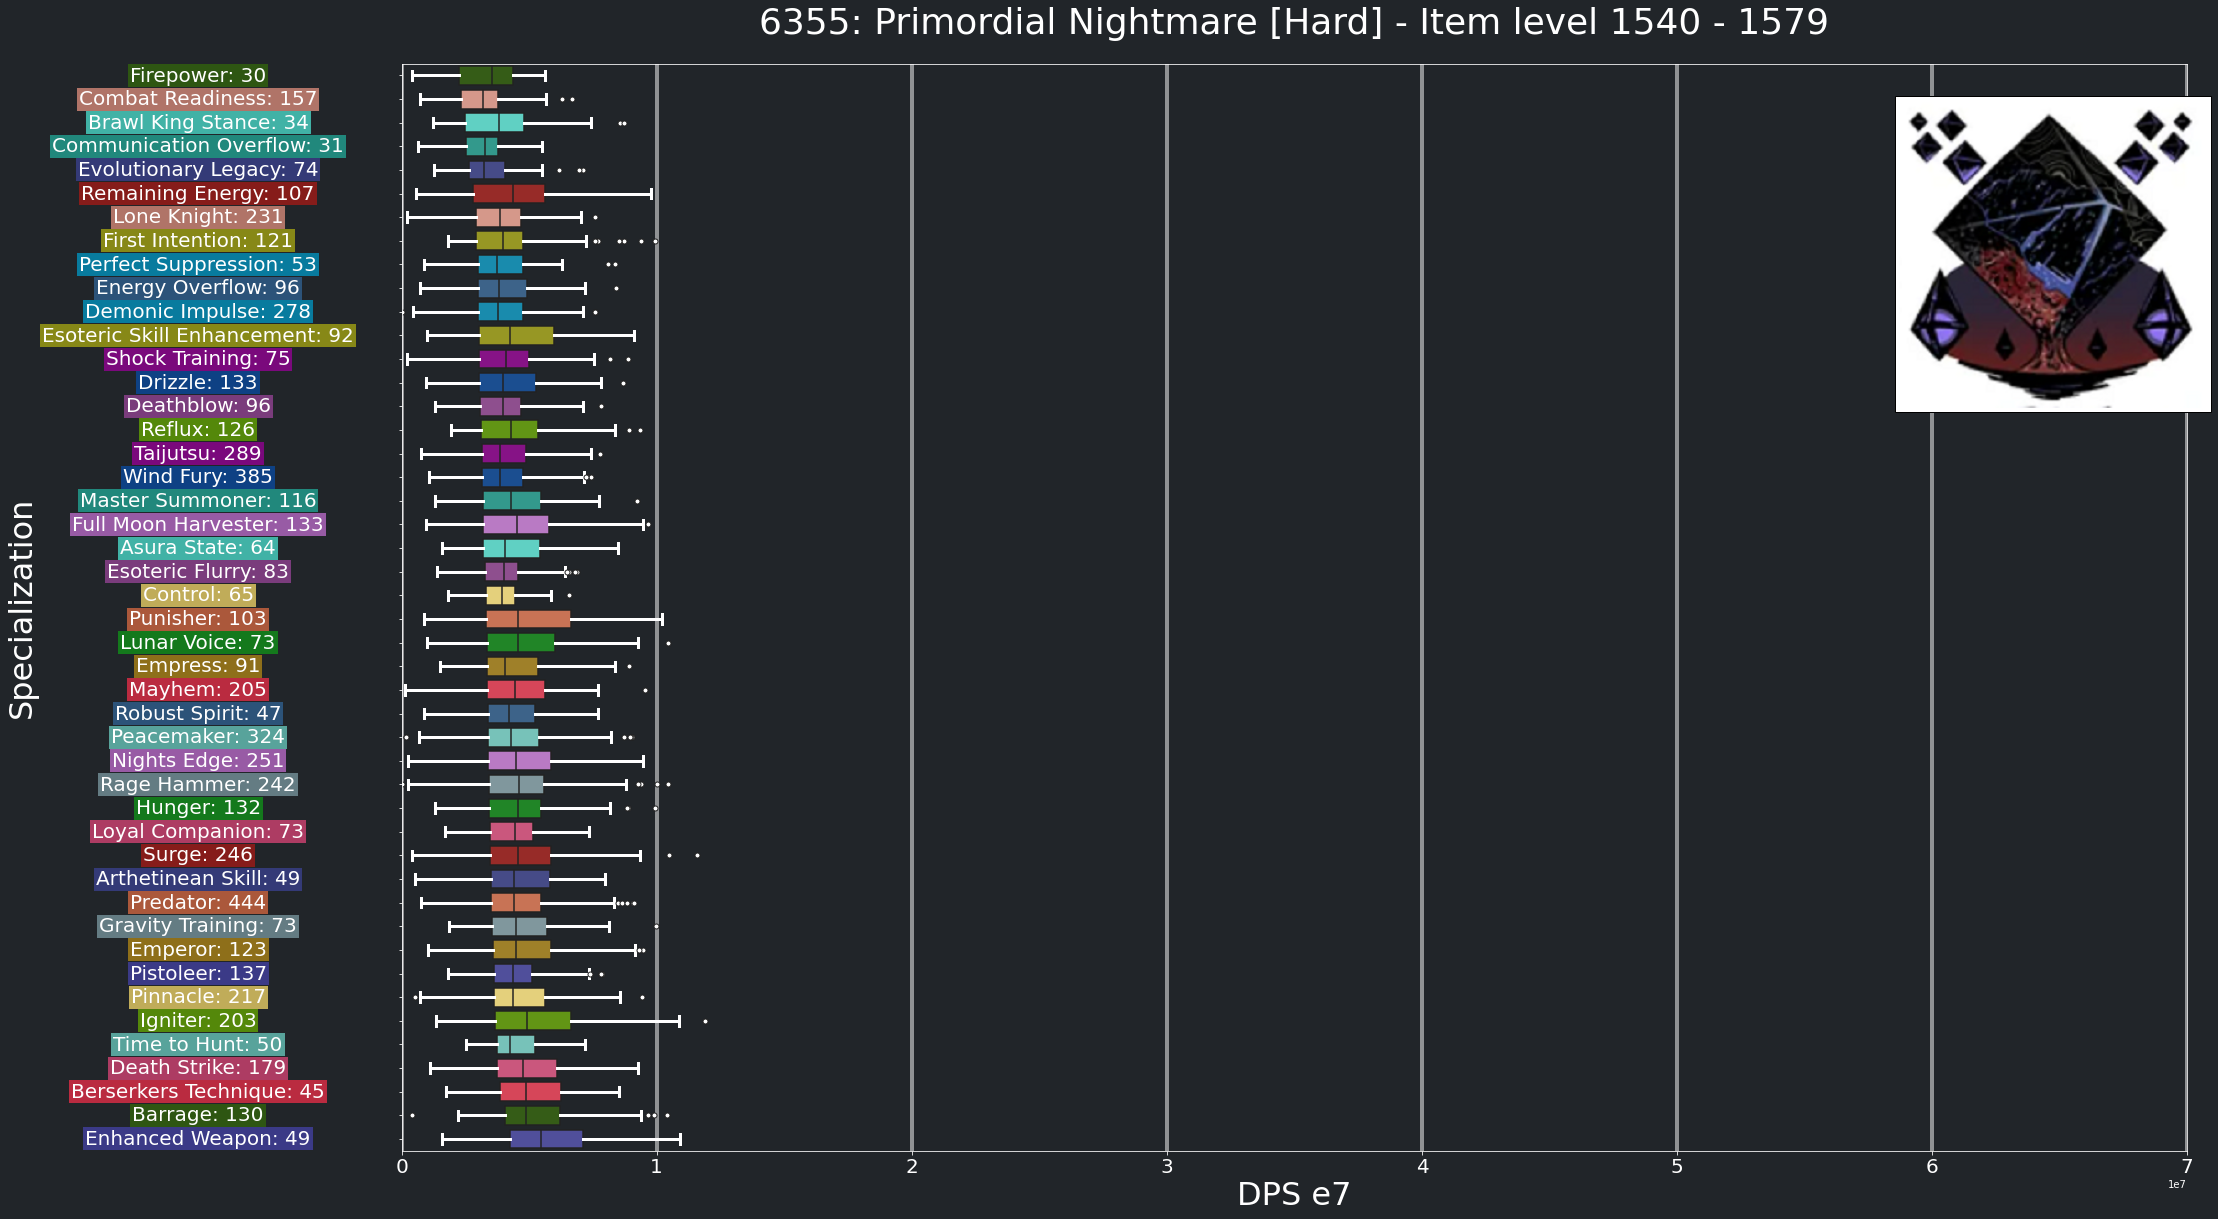 6355: Primordial Nightmare [Hard] - Item level 1540 - 1579
Specialization
Firepower: 30
Combat Readiness: 157
Brawl King Stance: 34
Communication Overflow: 31
Evolutionary Legacy: 74
Remaining Energy: 107
Lone Knight: 231
First Intention: 121
Perfect Suppression: 53
Energy Overflow: 96
Demonic Impulse: 278
Esoteric Skill Enhancement: 92
Shock Training: 75
Drizzle: 133
Deathblow: 96
Reflux: 126
Taijutsu: 289
Wind Fury: 385
Master Summoner: 116
Full Moon Harvester: 133
Asura State: 64
Esoteric Flurry: 83
Control: 65
Punisher: 103
Lunar Voice: 73
Empress: 91
Mayhem: 205
Robust Spirit: 47
Peacemaker: 324
Nights Edge: 251
Rage Hammer: 242
Hunger: 132
Loyal Companion: 73
Surge: 246
Arthetinean Skill: 49
Predator: 444
Gravity Training: 73
Emperor: 123
Pistoleer: 137
Pinnacle: 217
Igniter: 203
Time to Hunt: 50
Death Strike: 179
Berserkers Technique: 45
Barrage: 130
Enhanced Weapon: 49
0 1 2 3 4 5 6 7
1e7
DPS e7